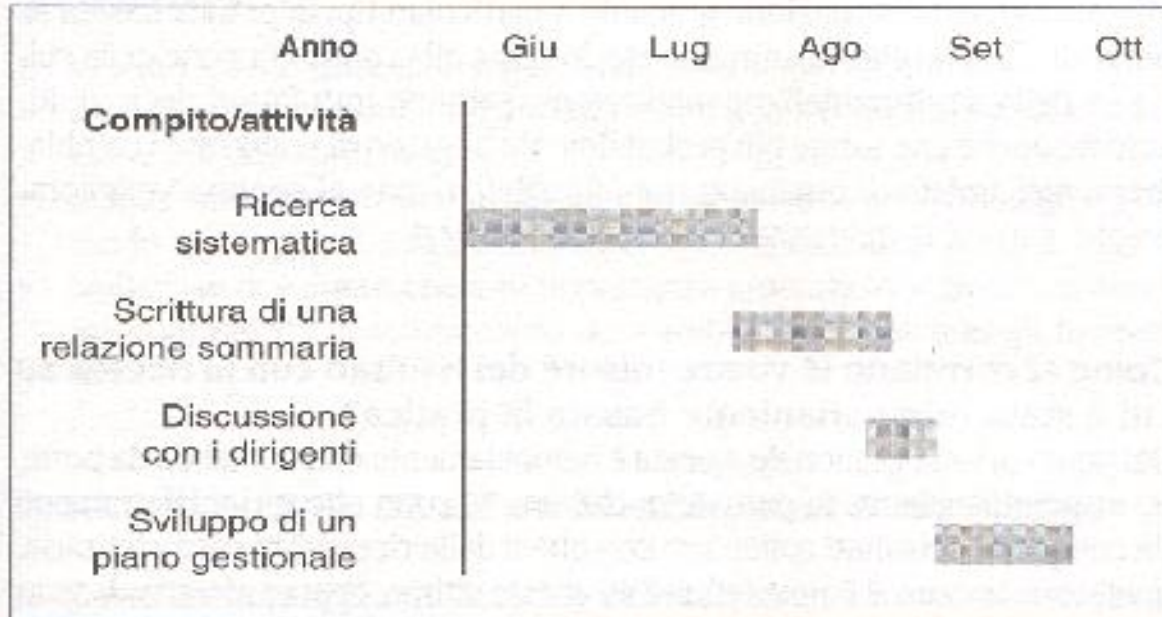 Anno Giu Lug Ago Set Ott
Compito/attività
Ricerca
sistematica
Scrittura di una
relazione sommaria
Discussione
con i dirigenti
Sviluppo di un
piano gestionale